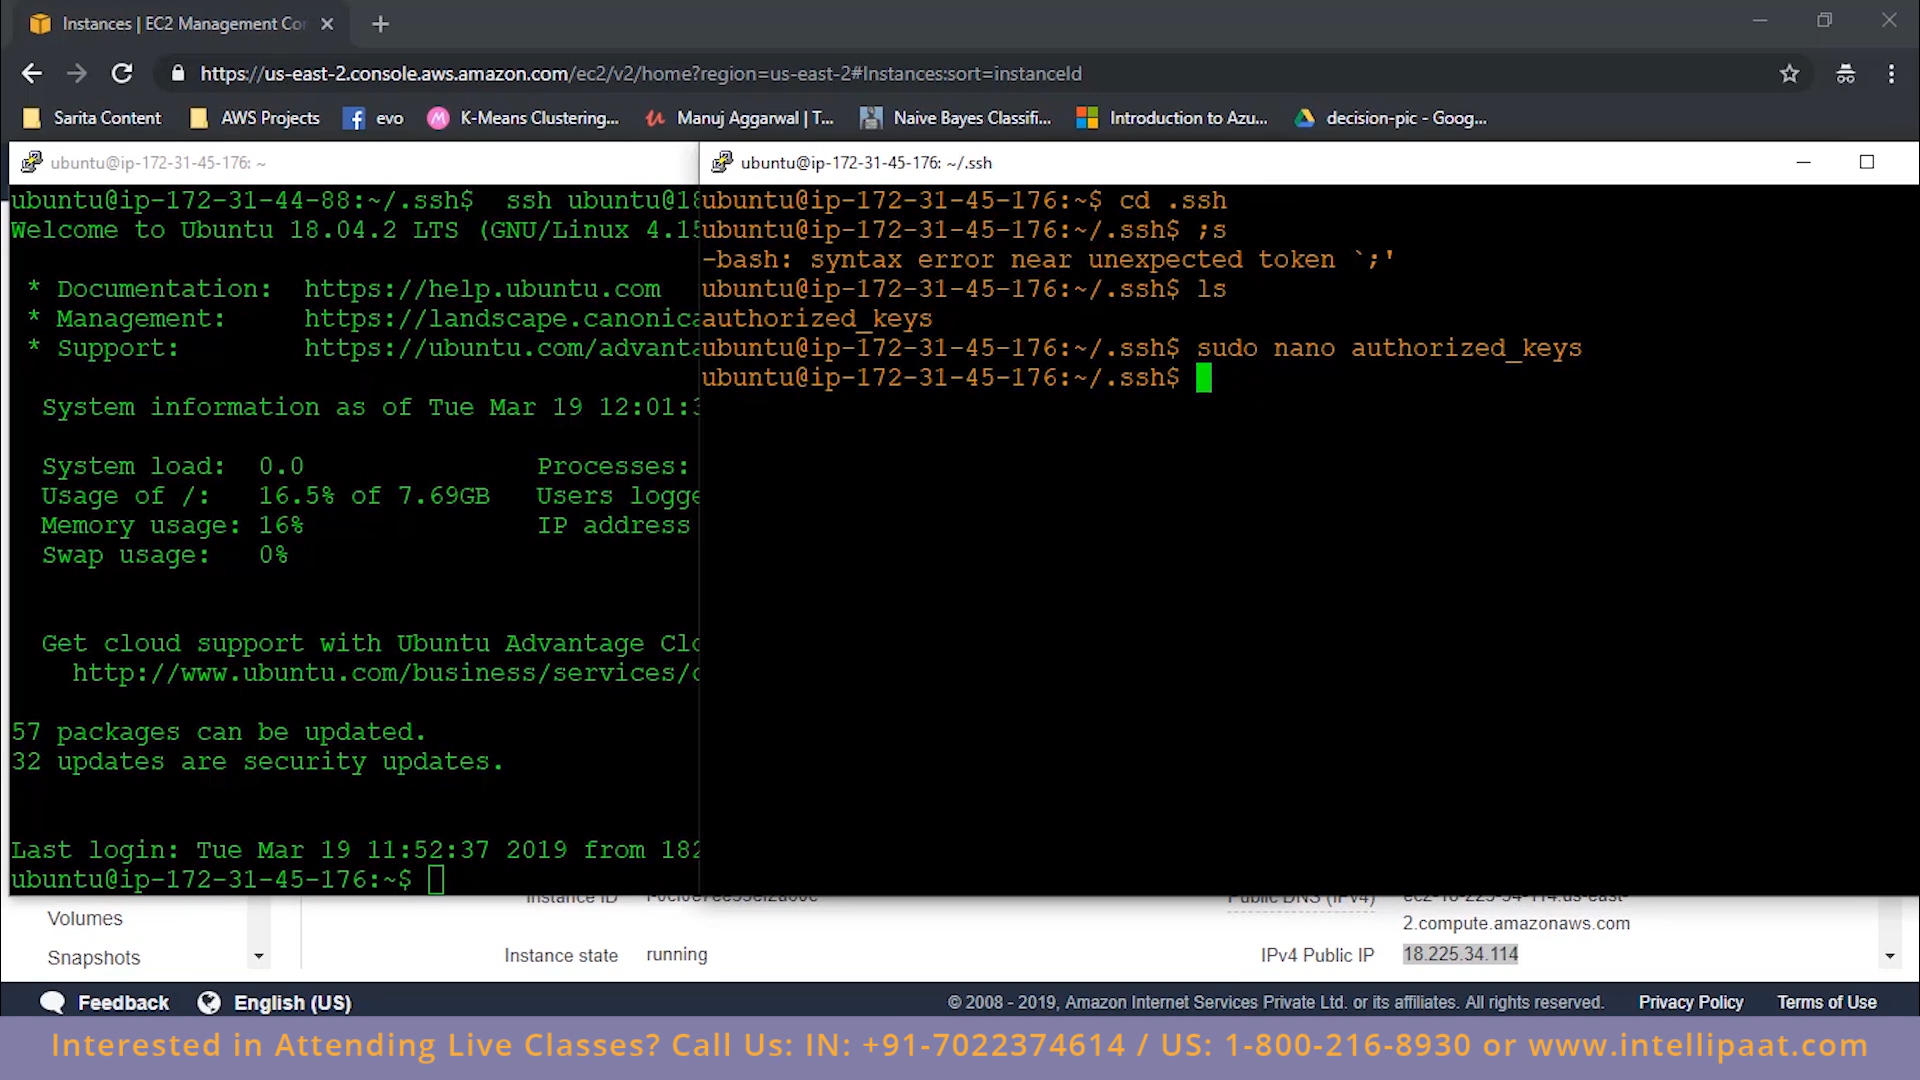 Instances | EC2 Management Co
https://us-east-2.console.aws.amazon.com/ec2/v2/home?region=us-east-2#Instances:sort=instanceId
Sarita Content AWS Projects evo K-Means Clustering... Manuj Aggarwal | T... Naive Bayes Classifi... Introduction to Azu... decision-pic - Goog...
ubuntu@ip-172-31-45-176: ~
ubuntu@ip-172-31-44-88:~/.ssh$  ssh ubuntu@18
Welcome to Ubuntu 18.04.2 LTS (GNU/Linux 4.15
* Documentation:  https://help.ubuntu.com
* Management:     https://landscape.canonica
* Support:        https://ubuntu.com/advanta
System information as of Tue Mar 19 12:01:3
System load:  0.0               Processes:
Usage of /:   16.5% of 7.69GB   Users logge
Memory usage: 16%               IP address
Swap usage:   0%
Get cloud support with Ubuntu Advantage Clo
http://www.ubuntu.com/business/services/c
57 packages can be updated.
32 updates are security updates.
Last login: Tue Mar 19 11:52:37 2019 from 182
ubuntu@ip-172-31-45-176:~$
ubuntu@ip-172-31-45-176: ~/.ssh
ubuntu@ip-172-31-45-176:~$ cd .ssh
ubuntu@ip-172-31-45-176:~/.ssh$ ;s
-bash: syntax error near unexpected token `;'
ubuntu@ip-172-31-45-176:~/.ssh$ ls
authorized_keys
ubuntu@ip-172-31-45-176:~/.ssh$ sudo nano authorized_keys
ubuntu@ip-172-31-45-176:~/.ssh$
Volumes
Snapshots
Instance ID
Public DNS (IPv4)
2.compute.amazonaws.com
Instance state running IPv4 Public IP 18.225.34.114
Feedback English (US) © 2008 - 2019, Amazon Internet Services Private Ltd. or its affiliates. All rights reserved. Privacy Policy Terms of Use
Interested in Attending Live Classes? Call Us: IN: +91-7022374614 / US: 1-800-216-8930 or www.intellipaat.com